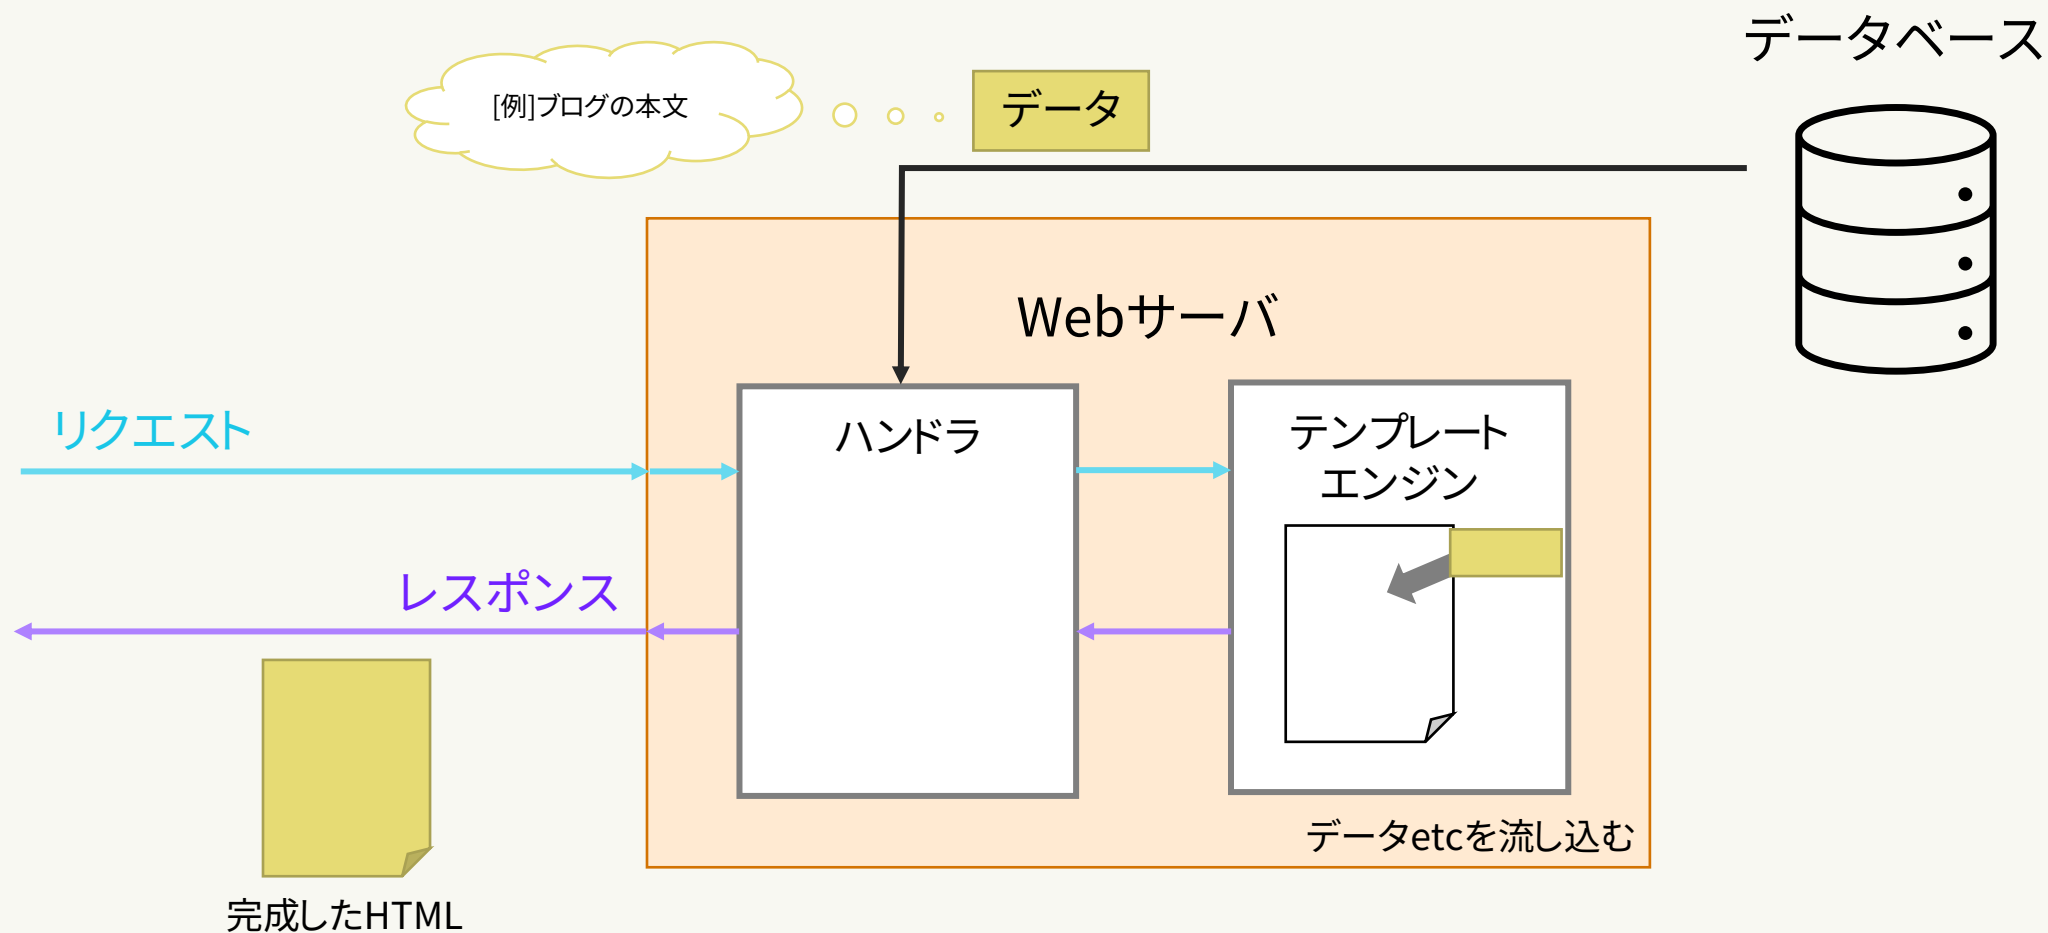 データベース
[例]ブログの本文
データ
Webサーバ
リクエスト
ハンドラ
テンプレート
エンジン
レスポンス
データetcを流し込む
完成したHTML